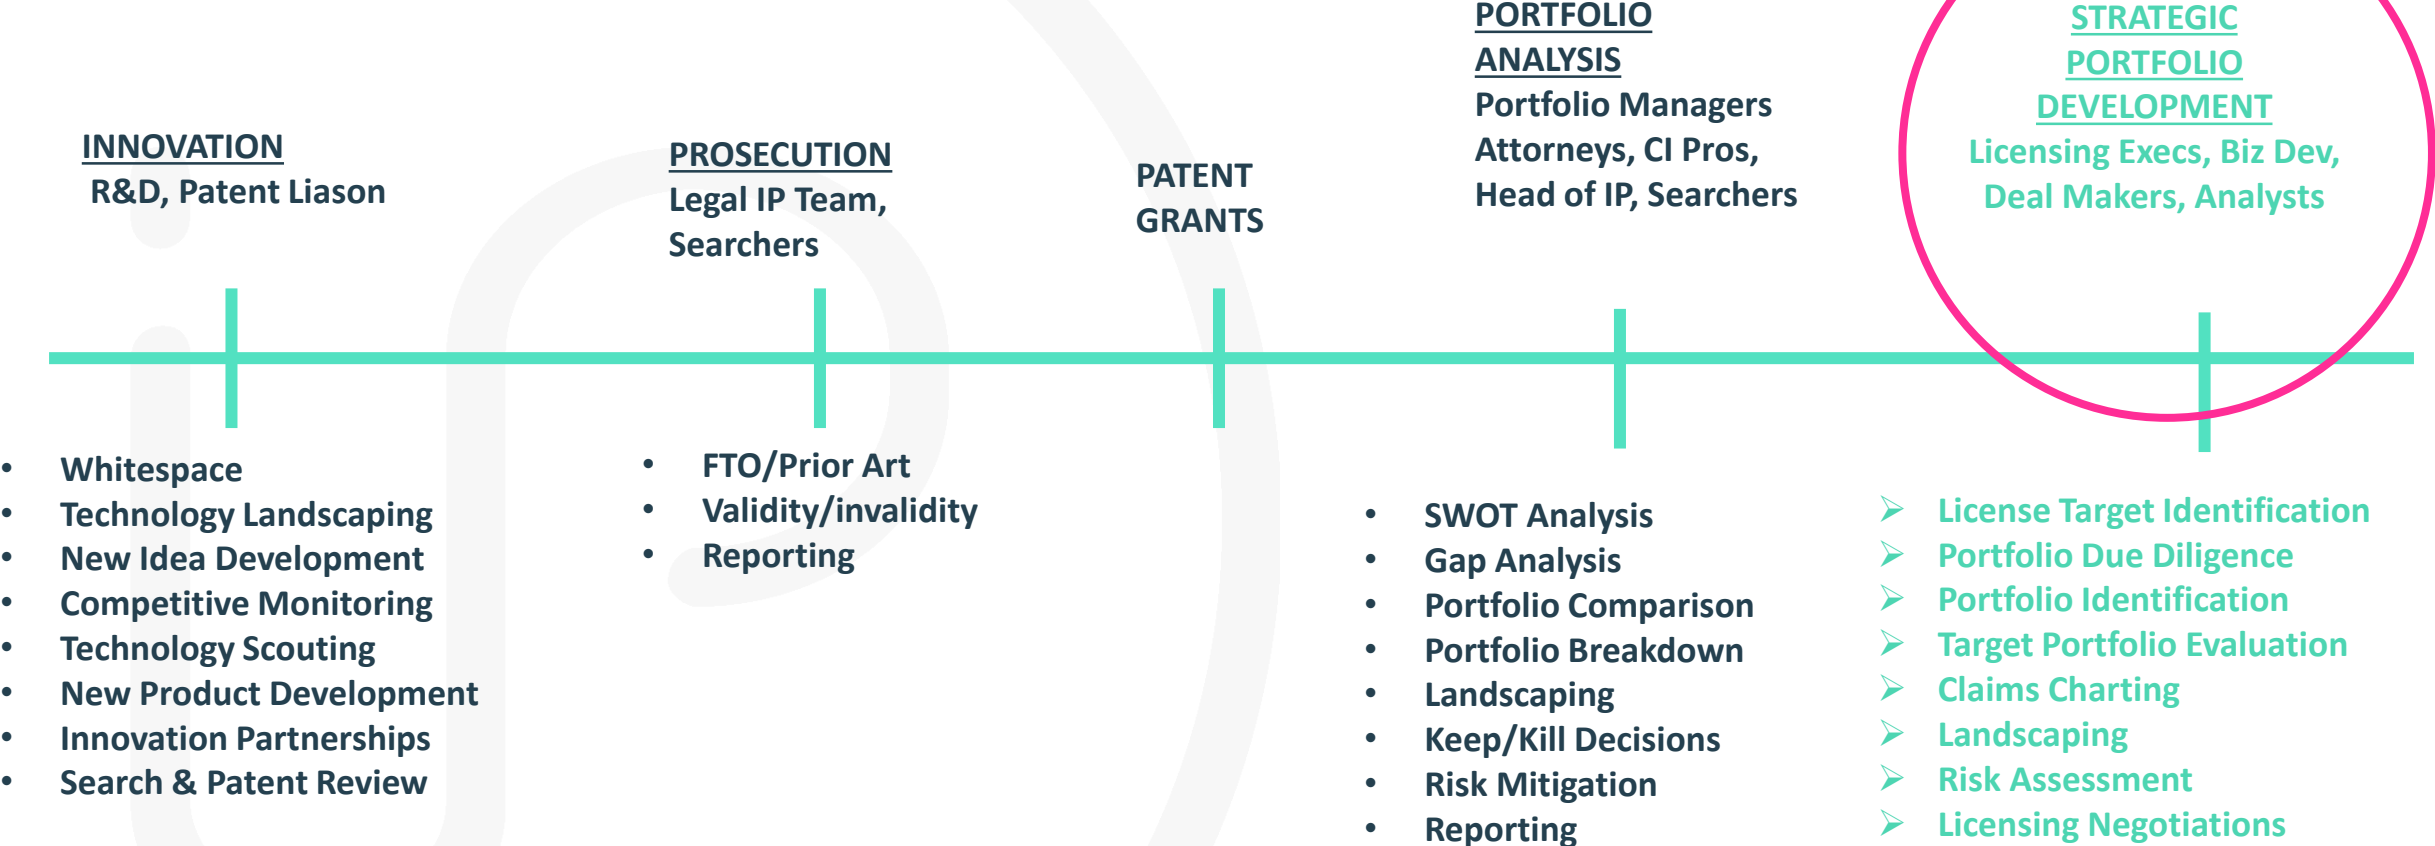 INNOVATION
R&D, Patent Liason
PROSECUTION
Legal IP Team,
Searchers
PATENT
GRANTS
PORTFOLIO
ANALYSIS
Portfolio Managers
Attorneys, CI Pros,
Head of IP, Searchers
STRATEGIC
PORTFOLIO
DEVELOPMENT
Licensing Execs, Biz Dev,
Deal Makers, Analysts
• Whitespace
• Technology Landscaping
• New Idea Development
• Competitive Monitoring
• Technology Scouting
• New Product Development
• Innovation Partnerships
• Search & Patent Review
• FTO/Prior Art
• Validity/invalidity
• Reporting
• SWOT Analysis
• Gap Analysis
• Portfolio Comparison
• Portfolio Breakdown
• Landscaping
• Keep/Kill Decisions
• Risk Mitigation
• Reporting
➢ License Target Identification
➢ Portfolio Due Diligence
➢ Portfolio Identification
➢ Target Portfolio Evaluation
➢ Claims Charting
➢ Landscaping
➢ Risk Assessment
➢ Licensing Negotiations